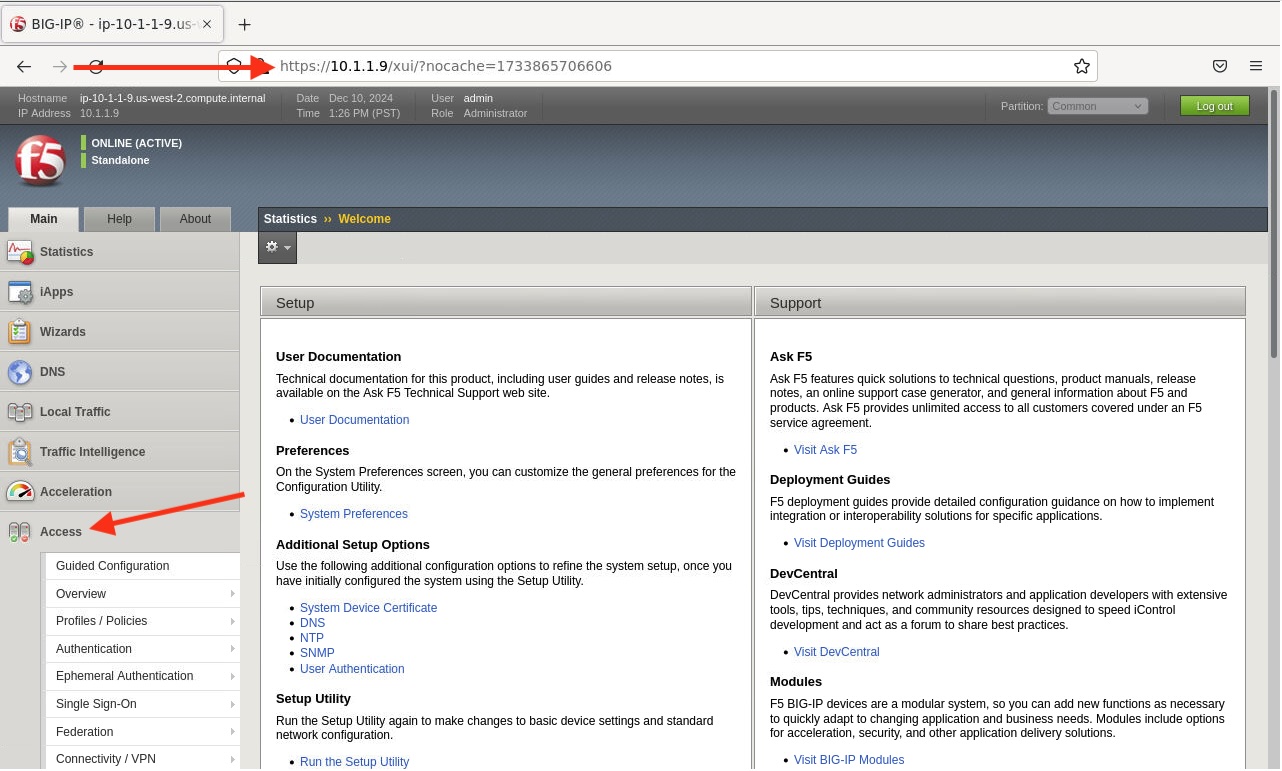 BIG-IP® - ip-10-1-1-9.us-w
https://10.1.1.9/xui/?nocache=1733865706606
Hostname ip-10-1-1-9.us-west-2.compute.internal
IP Address 10.1.1.9
Date Dec 10, 2024
Time 1:26 PM (PST)
User admin
Role Administrator
Partition: Common
Log out
f5
ONLINE (ACTIVE)
Standalone
Main
Help
About
Statistics
iApps
Wizards
DNS
Local Traffic
Traffic Intelligence
Acceleration
Access
Guided Configuration
Overview
Profiles / Policies
Authentication
Ephemeral Authentication
Single Sign-On
Federation
Connectivity / VPN
Statistics ›› Welcome
Setup
User Documentation
Technical documentation for this product, including user guides and release notes, is
available on the Ask F5 Technical Support web site.
• User Documentation
Preferences
On the System Preferences screen, you can customize the general preferences for the
Configuration Utility.
• System Preferences
Additional Setup Options
Use the following additional configuration options to refine the system setup, once you
have initially configured the system using the Setup Utility.
• System Device Certificate
• DNS
• NTP
• SNMP
• User Authentication
Setup Utility
Run the Setup Utility again to make changes to basic device settings and standard
network configuration.
• Run the Setup Utility
Support
Ask F5
Ask F5 features quick solutions to technical questions, product manuals, release
notes, an online support case generator, and general information about F5 and
products. Ask F5 provides unlimited access to all customers covered under an F5
service agreement.
• Visit Ask F5
Deployment Guides
F5 deployment guides provide detailed configuration guidance on how to implement
integration or interoperability solutions for specific applications.
• Visit Deployment Guides
DevCentral
DevCentral provides network administrators and application developers with extensive
tools, tips, techniques, and community resources designed to speed iControl
development and act as a forum to share best practices.
• Visit DevCentral
Modules
F5 BIG-IP devices are a modular system, so you can add new functions as necessary
to quickly adapt to changing application and business needs. Modules include options
for acceleration, security, and other application delivery solutions.
• Visit BIG-IP Modules